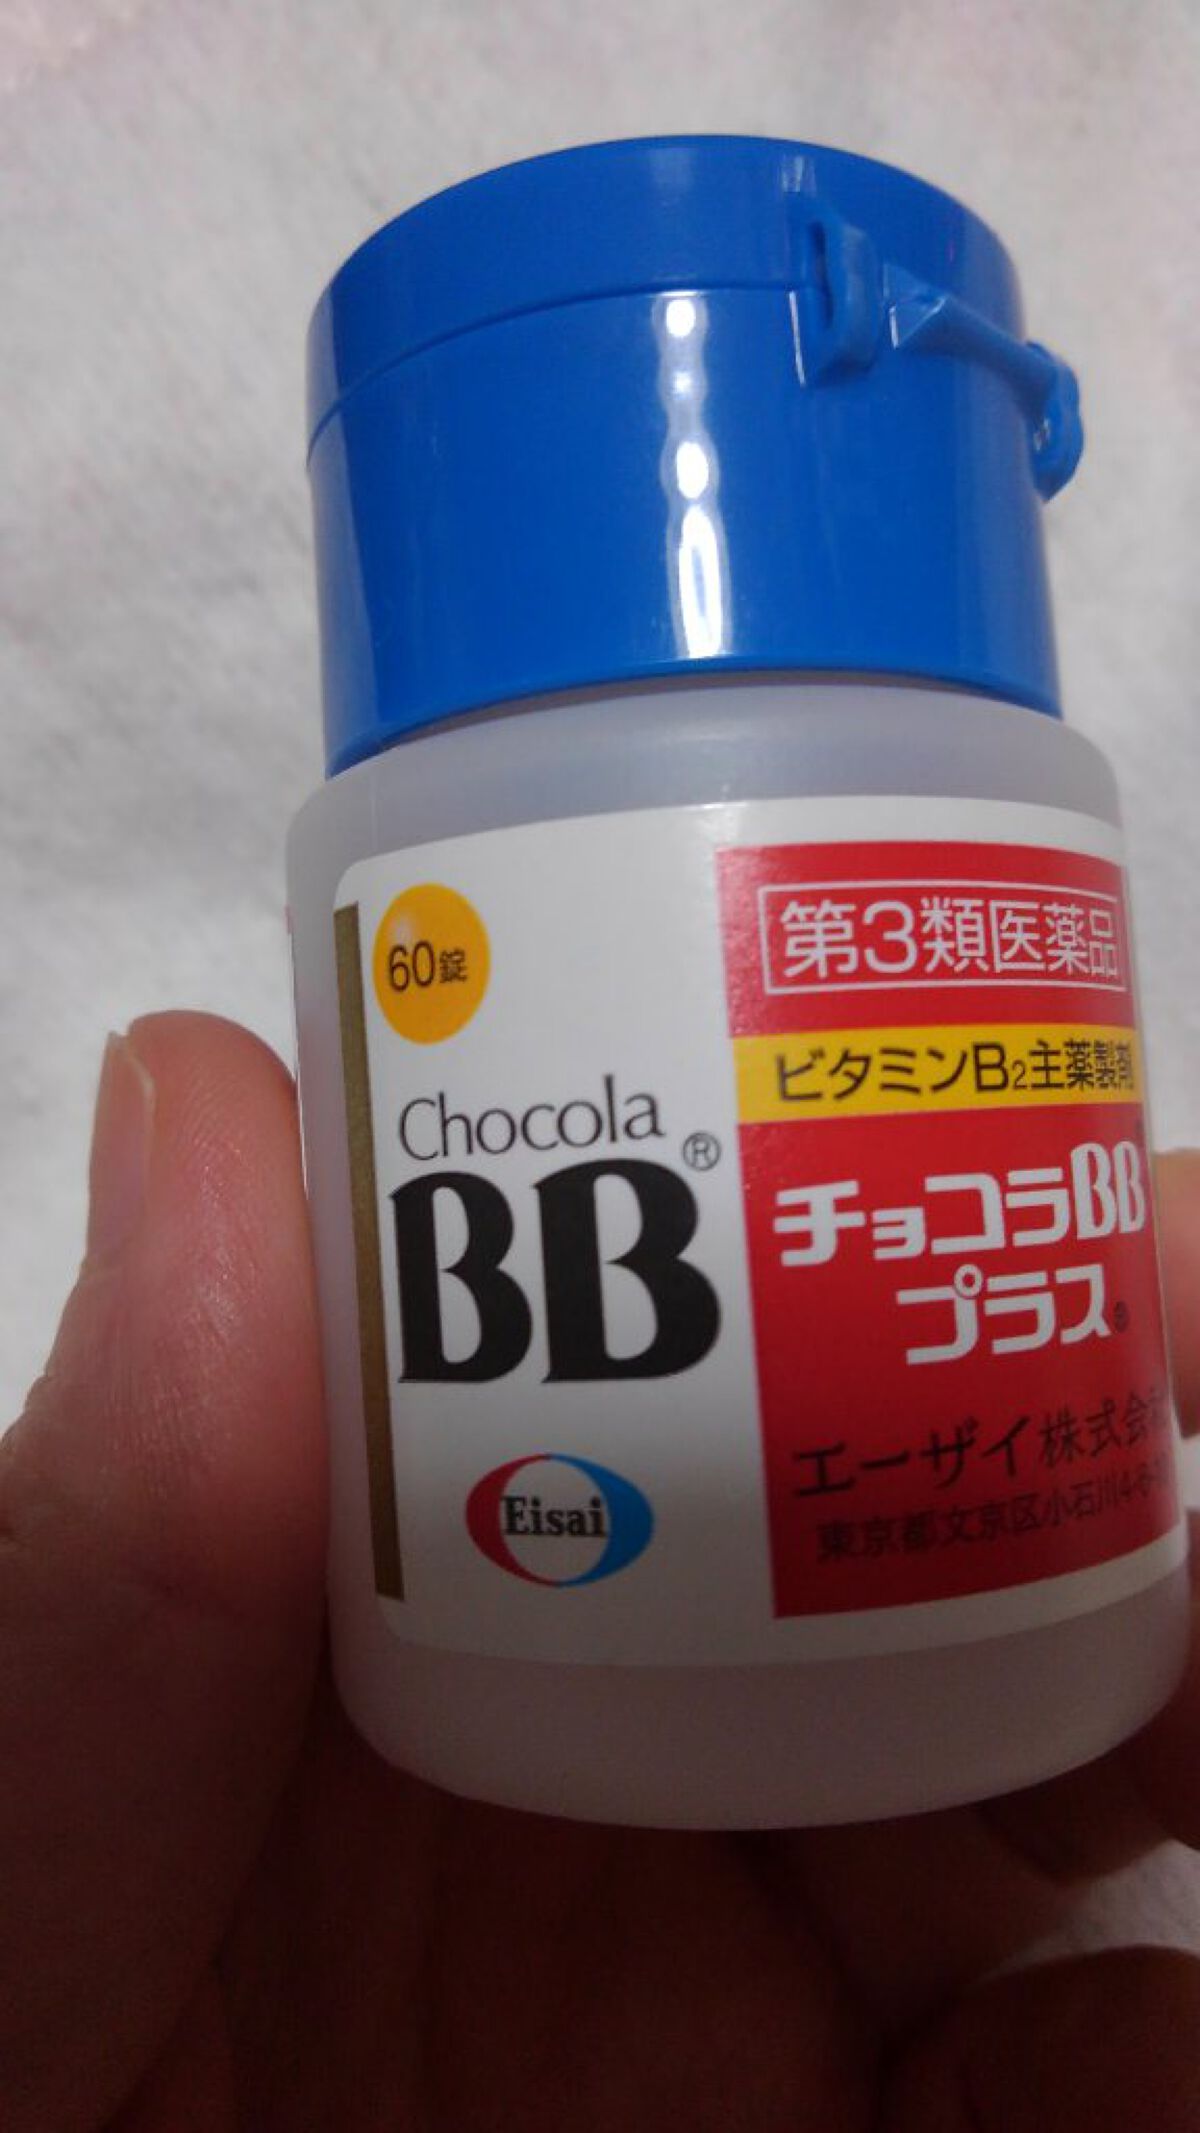 60錠
Chocola
BB®
Eisai
第3類医薬品
ビタミンB₂主薬製剤
チョコラBB
プラス®
エーザイ株式会
東京都文京区小石川4-6-